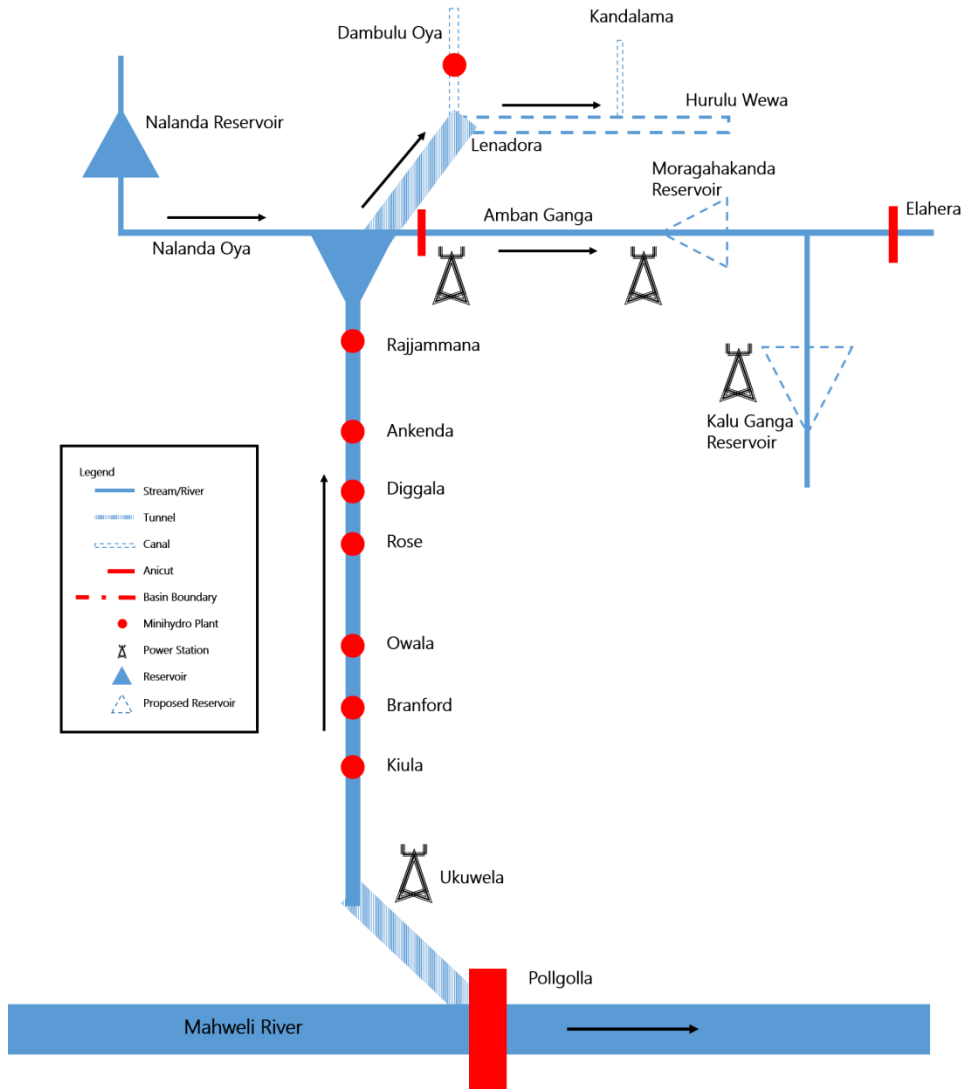 Kandalama
Dambulu Oya
Hurulu Wewa
Nalanda Reservoir
Lenadora
Moragahakanda
Reservoir
Elahera
Amban Ganga
Nalanda Oya
Rajjammana
Kalu Ganga
Reservoir
Ankenda
Diggala
Rose
Owala
Branford
Kiula
Legend
Stream/River
Tunnel
Canal
Anicut
Basin Boundary
Minihydro Plant
Power Station
Reservoir
Proposed Reservoir
Ukuwela
Pollgolla
Mahweli River